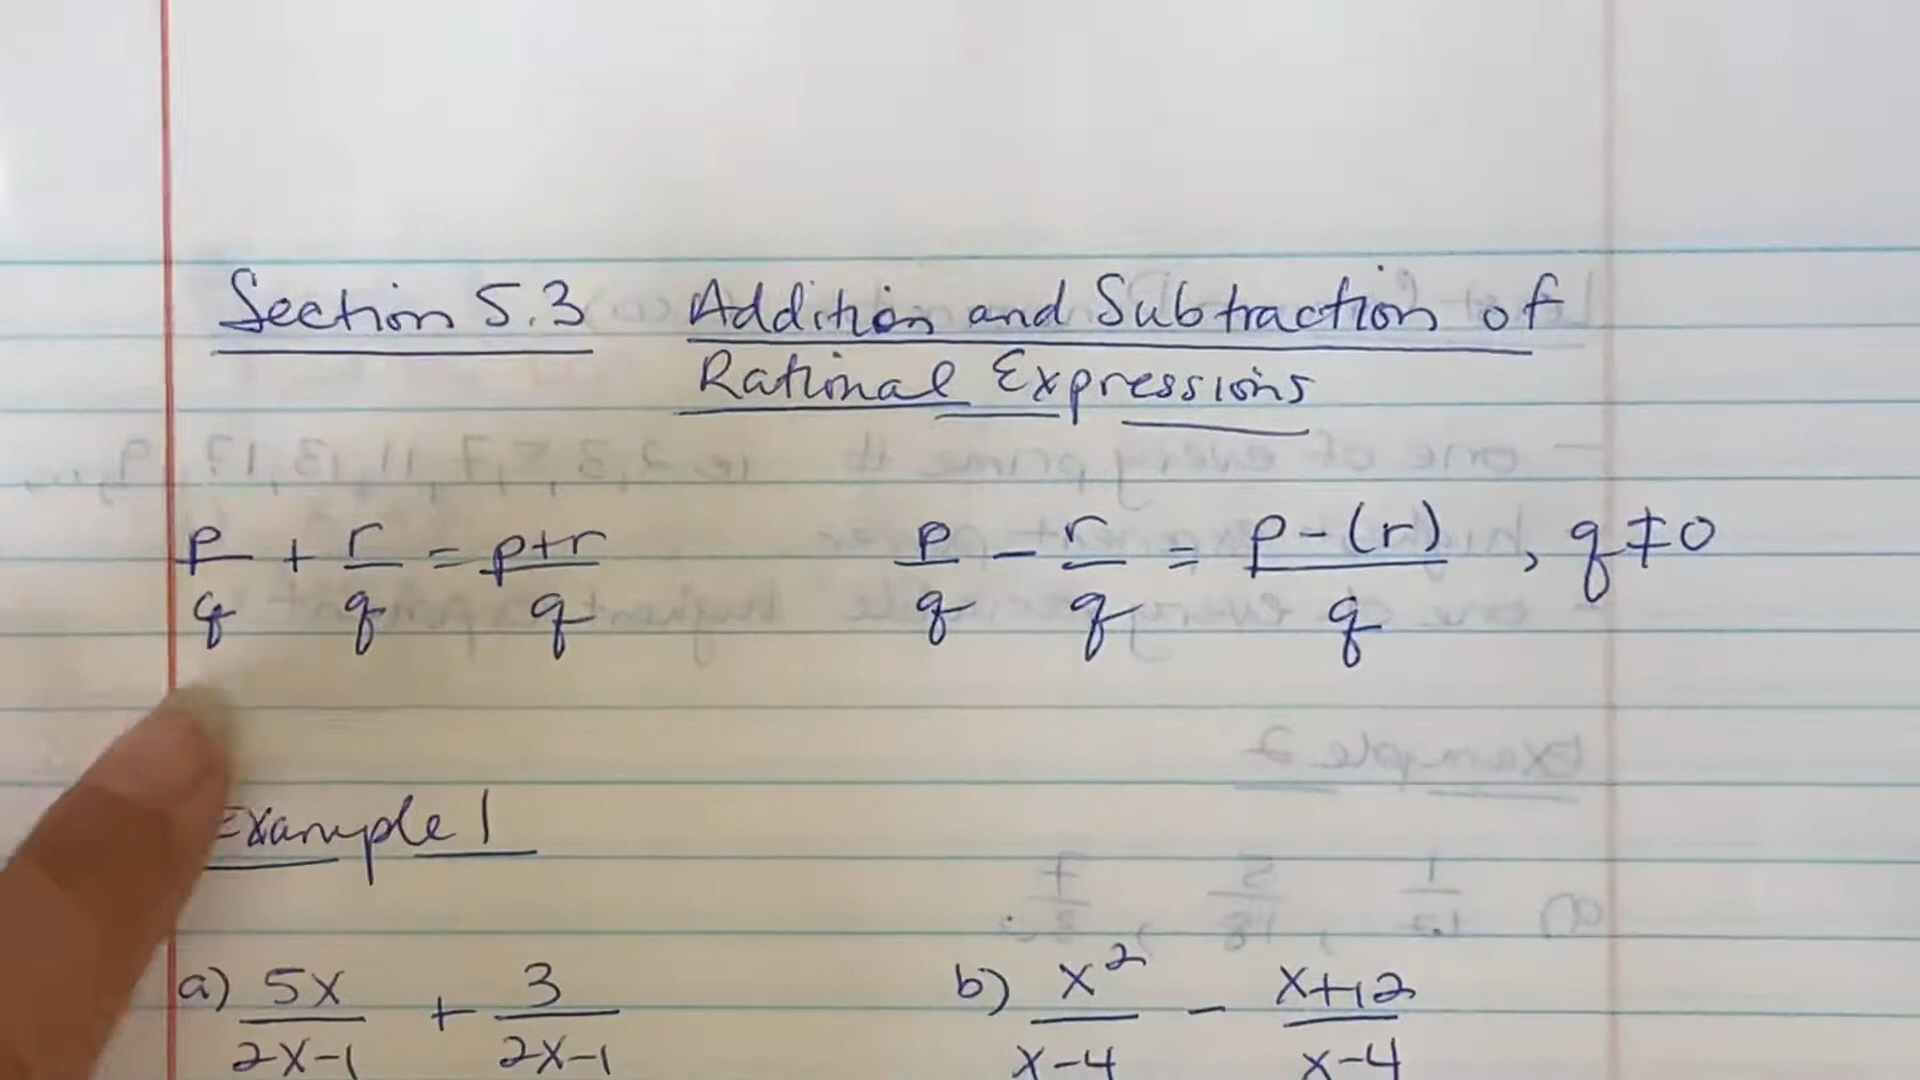 Section 5.3 Addition and Subtraction of
Rational Expressions
p/q + r/q = p+r/q
p/q - r/q = p-(r)/q , q≠0
Example 1
a) 5x/2x-1 + 3/2x-1
b) x²/x-4 - x+12/x-4